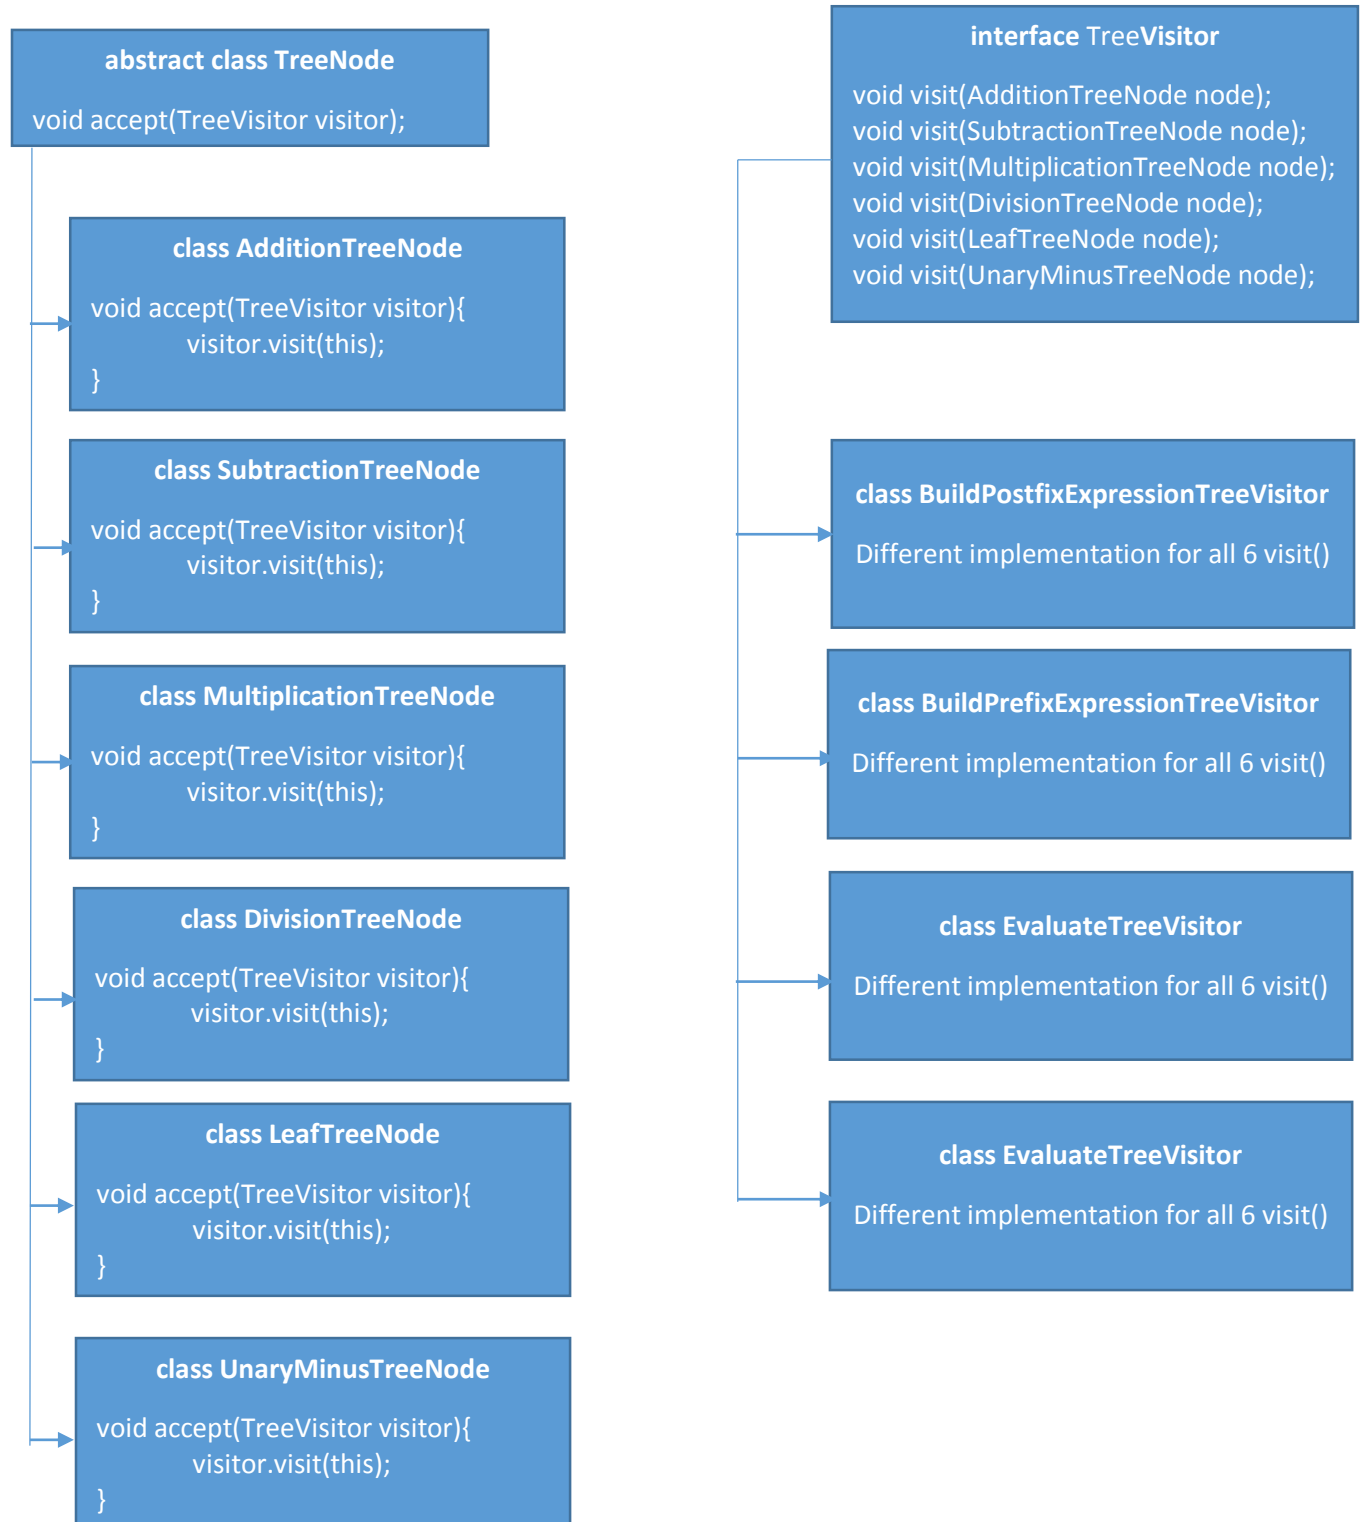 abstract class TreeNode
void accept(TreeVisitor visitor);
class AdditionTreeNode
void accept(TreeVisitor visitor){
visitor.visit(this);
}
class SubtractionTreeNode
void accept(TreeVisitor visitor){
visitor.visit(this);
}
class MultiplicationTreeNode
void accept(TreeVisitor visitor){
visitor.visit(this);
}
class DivisionTreeNode
void accept(TreeVisitor visitor){
visitor.visit(this);
}
class LeafTreeNode
void accept(TreeVisitor visitor){
visitor.visit(this);
}
class UnaryMinusTreeNode
void accept(TreeVisitor visitor){
visitor.visit(this);
}
interface TreeVisitor
void visit(AdditionTreeNode node);
void visit(SubtractionTreeNode node);
void visit(MultiplicationTreeNode node);
void visit(DivisionTreeNode node);
void visit(LeafTreeNode node);
void visit(UnaryMinusTreeNode node);
class BuildPostfixExpressionTreeVisitor
Different implementation for all 6 visit()
class BuildPrefixExpressionTreeVisitor
Different implementation for all 6 visit()
class EvaluateTreeVisitor
Different implementation for all 6 visit()
class EvaluateTreeVisitor
Different implementation for all 6 visit()